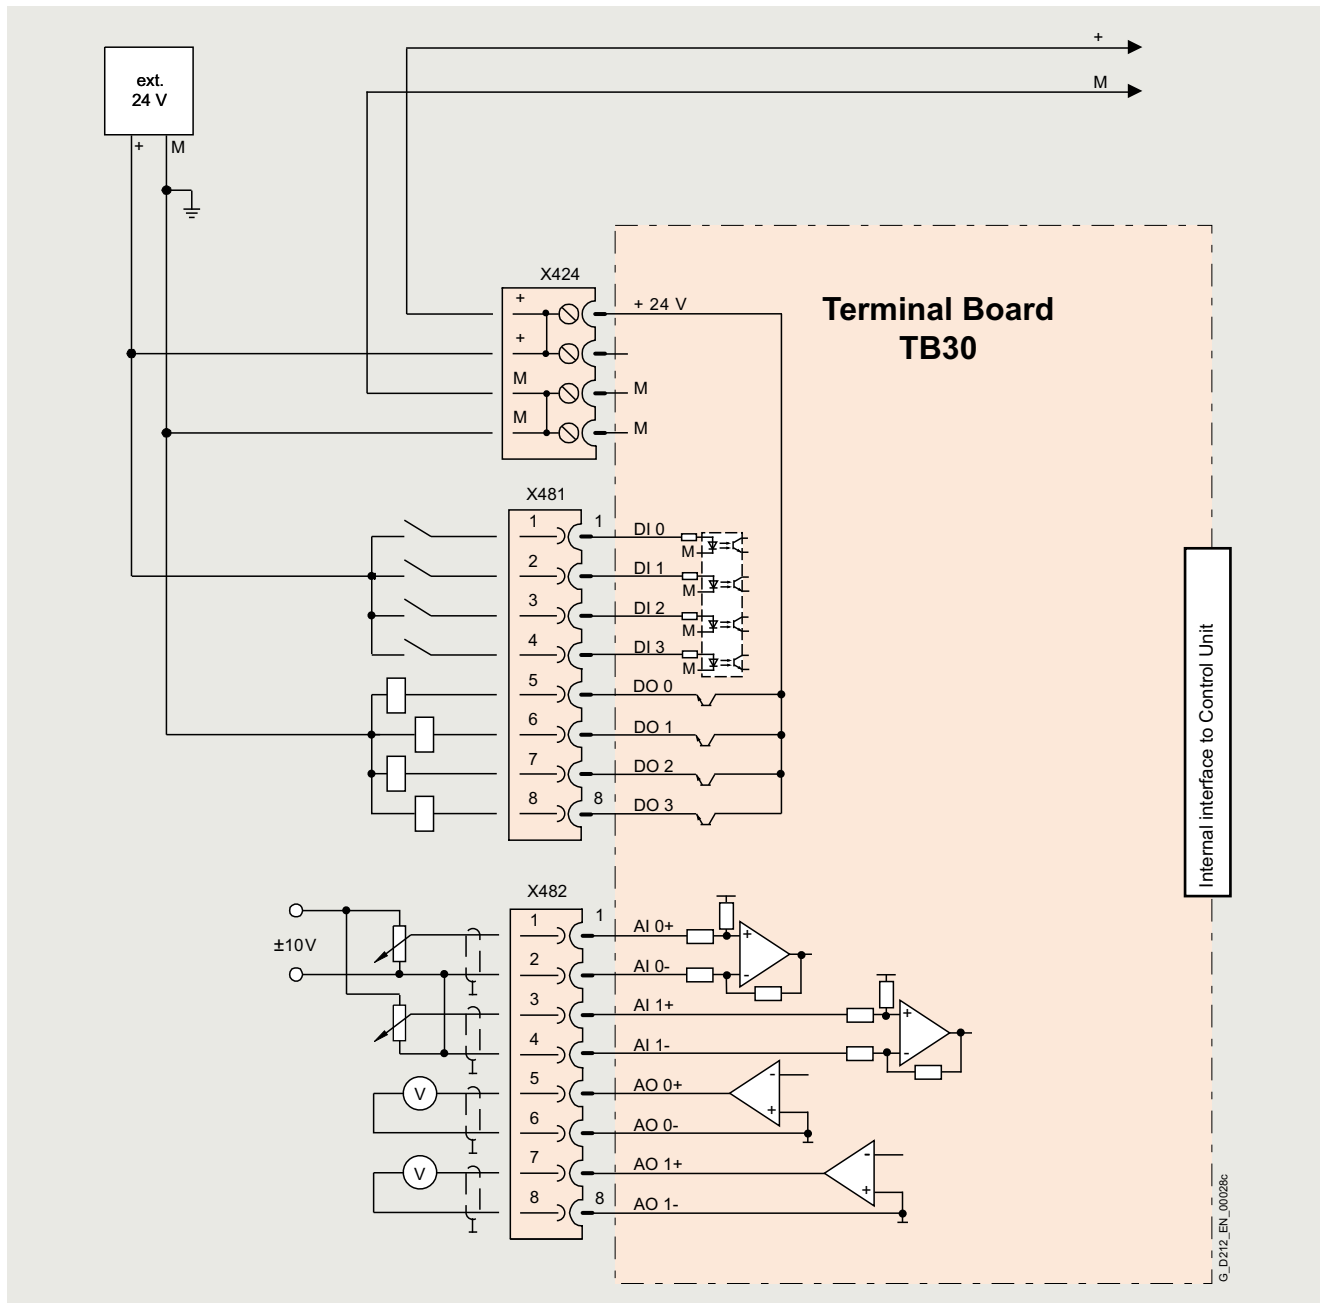 +
M
ext.
24 V
+ M
X424
+ + 24 V
+
M M
M M
Terminal Board
TB30
X481
1 1 DI 0
M
2 DI 1
M
3 DI 2
M
4 DI 3
M
5 DO 0
6 DO 1
7 DO 2
8 8 DO 3
Internal interface to Control Unit
X482
±10V
1 1 AI 0+ +
2 AI 0- -
3 AI 1+ +
4 AI 1- -
V 5 AO 0+ -
6 AO 0- +
V 7 AO 1+ -
8 8 AO 1- +
G_D212_EN_00028c